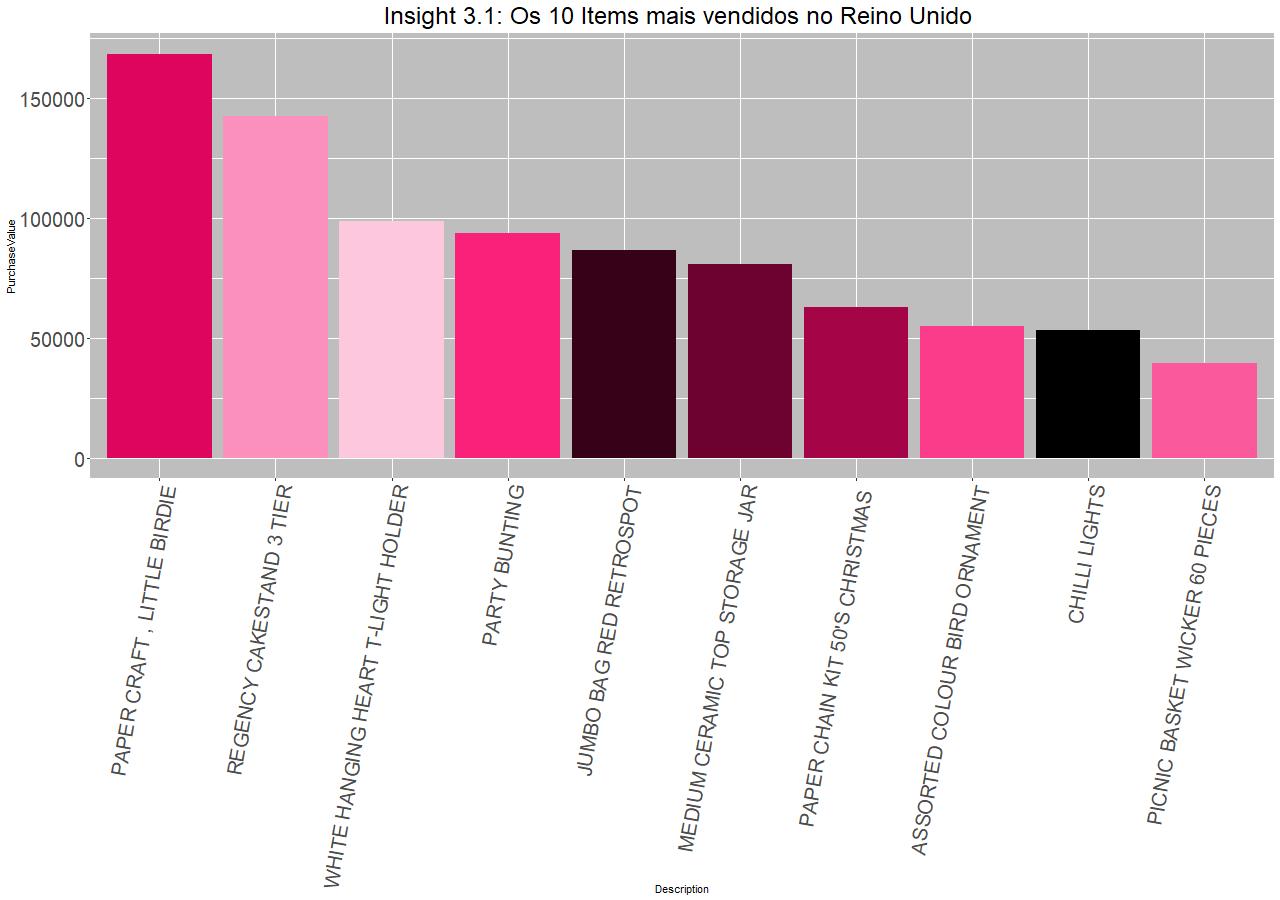 Insight 3.1: Os 10 Items mais vendidos no Reino Unido
PurchaseValue
150000
100000
50000
0
PAPER CRAFT , LITTLE BIRDIE
REGENCY CAKESTAND 3 TIER
WHITE HANGING HEART T-LIGHT HOLDER
PARTY BUNTING
JUMBO BAG RED RETROSPOT
MEDIUM CERAMIC TOP STORAGE JAR
PAPER CHAIN KIT 50'S CHRISTMAS
ASSORTED COLOUR BIRD ORNAMENT
CHILLI LIGHTS
PICNIC BASKET WICKER 60 PIECES
Description